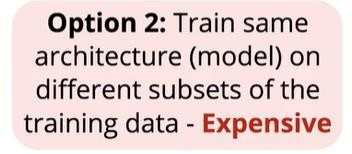 Option 2: Train same
architecture (model) on
different subsets of the
training data - Expensive